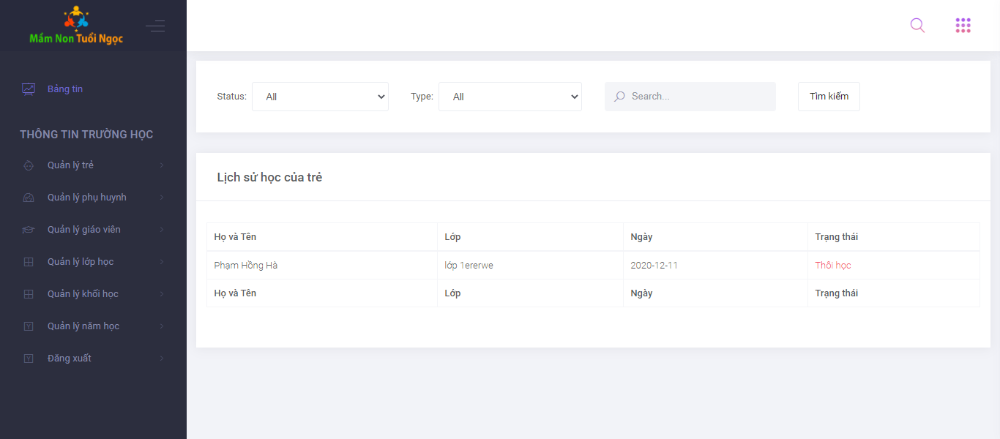 Mầm Non Tuổi Ngọc
Bảng tin
THÔNG TIN TRƯỜNG HỌC
Quản lý trẻ
Quản lý phụ huynh
Quản lý giáo viên
Quản lý lớp học
Quản lý khối học
Quản lý năm học
Đăng xuất
Status: All Type: All Search... Tìm kiếm
Lịch sử học của trẻ
Họ và Tên Lớp Ngày Trạng thái
Phạm Hồng Hà lớp 1ererwe 2020-12-11 Thôi học
Họ và Tên Lớp Ngày Trạng thái